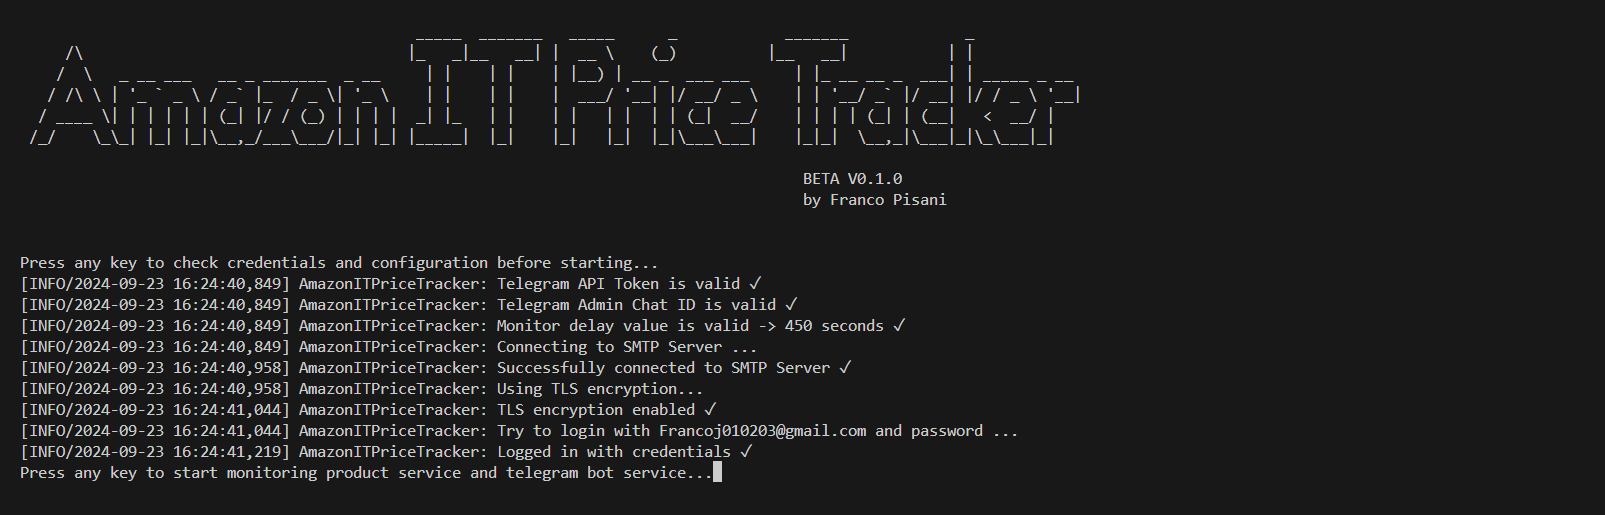 Amazon IT Price Tracker
BETA V0.1.0
by Franco Pisani
Press any key to check credentials and configuration before starting...
[INFO/2024-09-23 16:24:40,849] AmazonITPriceTracker: Telegram API Token is valid ✓
[INFO/2024-09-23 16:24:40,849] AmazonITPriceTracker: Telegram Admin Chat ID is valid ✓
[INFO/2024-09-23 16:24:40,849] AmazonITPriceTracker: Monitor delay value is valid -> 450 seconds ✓
[INFO/2024-09-23 16:24:40,849] AmazonITPriceTracker: Connecting to SMTP Server ...
[INFO/2024-09-23 16:24:40,958] AmazonITPriceTracker: Successfully connected to SMTP Server ✓
[INFO/2024-09-23 16:24:40,958] AmazonITPriceTracker: Using TLS encryption...
[INFO/2024-09-23 16:24:41,044] AmazonITPriceTracker: TLS encryption enabled ✓
[INFO/2024-09-23 16:24:41,044] AmazonITPriceTracker: Try to login with Francoj010203@gmail.com and password ...
[INFO/2024-09-23 16:24:41,219] AmazonITPriceTracker: Logged in with credentials ✓
Press any key to start monitoring product service and telegram bot service...